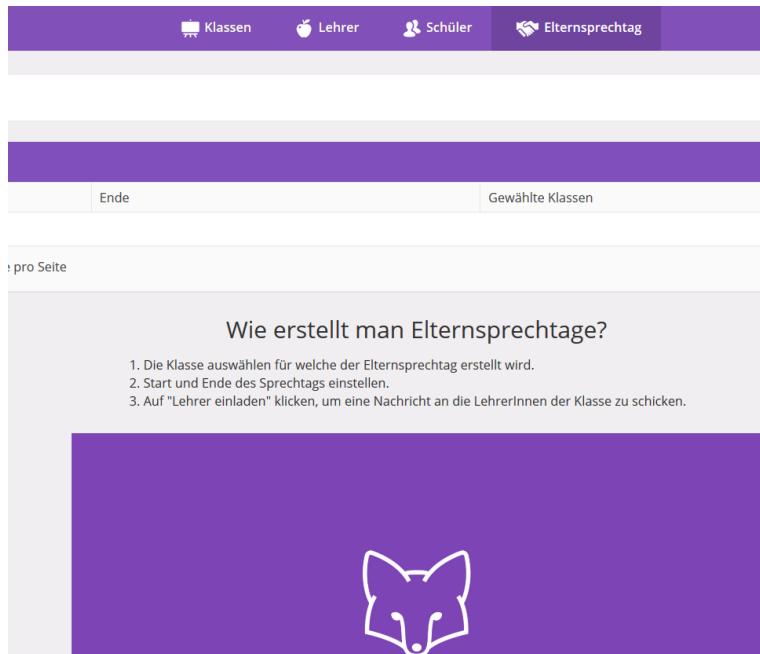 Klassen Lehrer Schüler Elternsprechtag
Ende Gewählte Klassen
pro Seite
Wie erstellt man Elternsprechtage?
1. Die Klasse auswählen für welche der Elternsprechtag erstellt wird.
2. Start und Ende des Sprechtags einstellen.
3. Auf "Lehrer einladen" klicken, um eine Nachricht an die LehrerInnen der Klasse zu schicken.